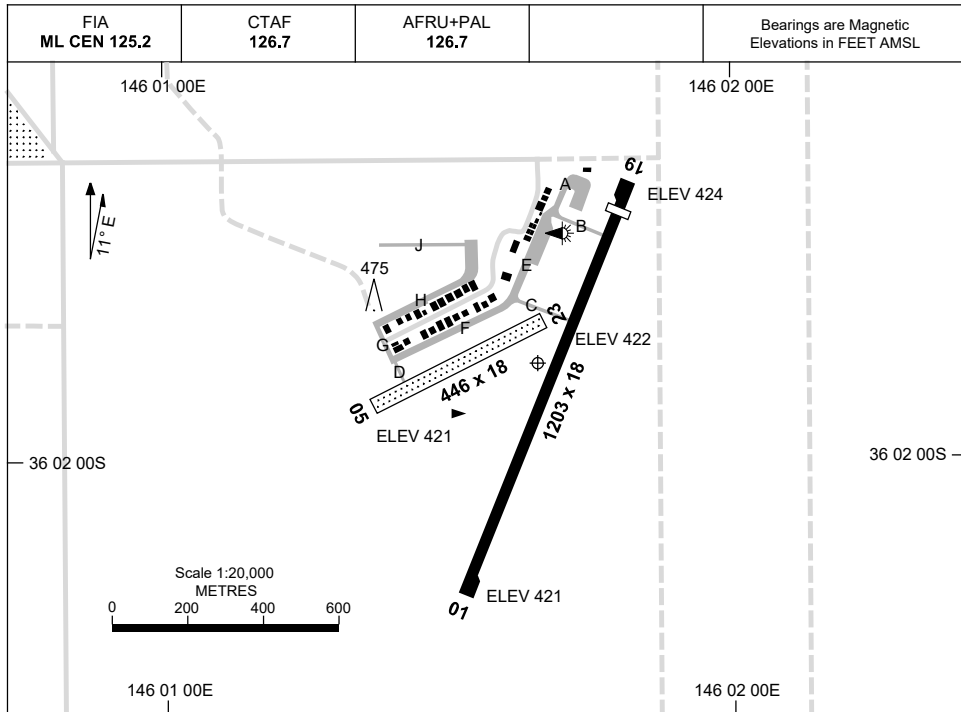 FIA
ML CEN 125.2
CTAF
126.7
AFRU+PAL
126.7
Bearings are Magnetic
Elevations in FEET AMSL
146 01 00E
146 02 00E
19
A
ELEV 424
11° E
B
J
E
475
H
C
23
F
G
ELEV 422
D
446 x 18
1203 x 18
05
ELEV 421
36 02 00S
36 02 00S
Scale 1:20,000
METRES
0 200 400 600
ELEV 421
01
146 01 00E
146 02 00E